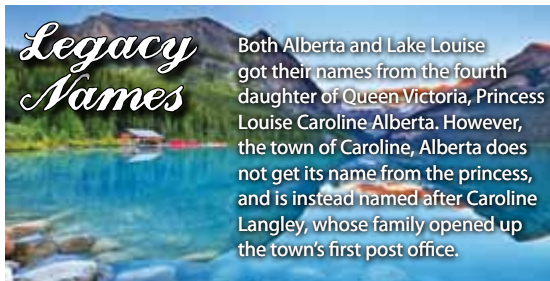 Legacy
Names
Both Alberta and Lake Louise
got their names from the fourth
daughter of Queen Victoria, Princess
Louise Caroline Alberta. However,
the town of Caroline, Alberta does
not get its name from the princess,
and is instead named after Caroline
Langley, whose family opened up
the town’s first post office.